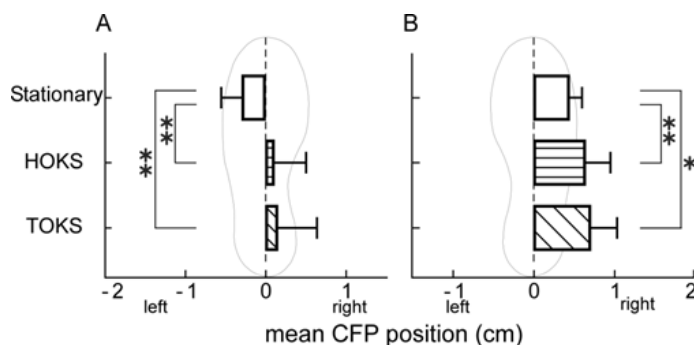 A B
Stationary
HOKS
TOKS
** ** ** *
-2 -1 0 1 -1 0 1 2
left right left right
mean CFP position (cm)